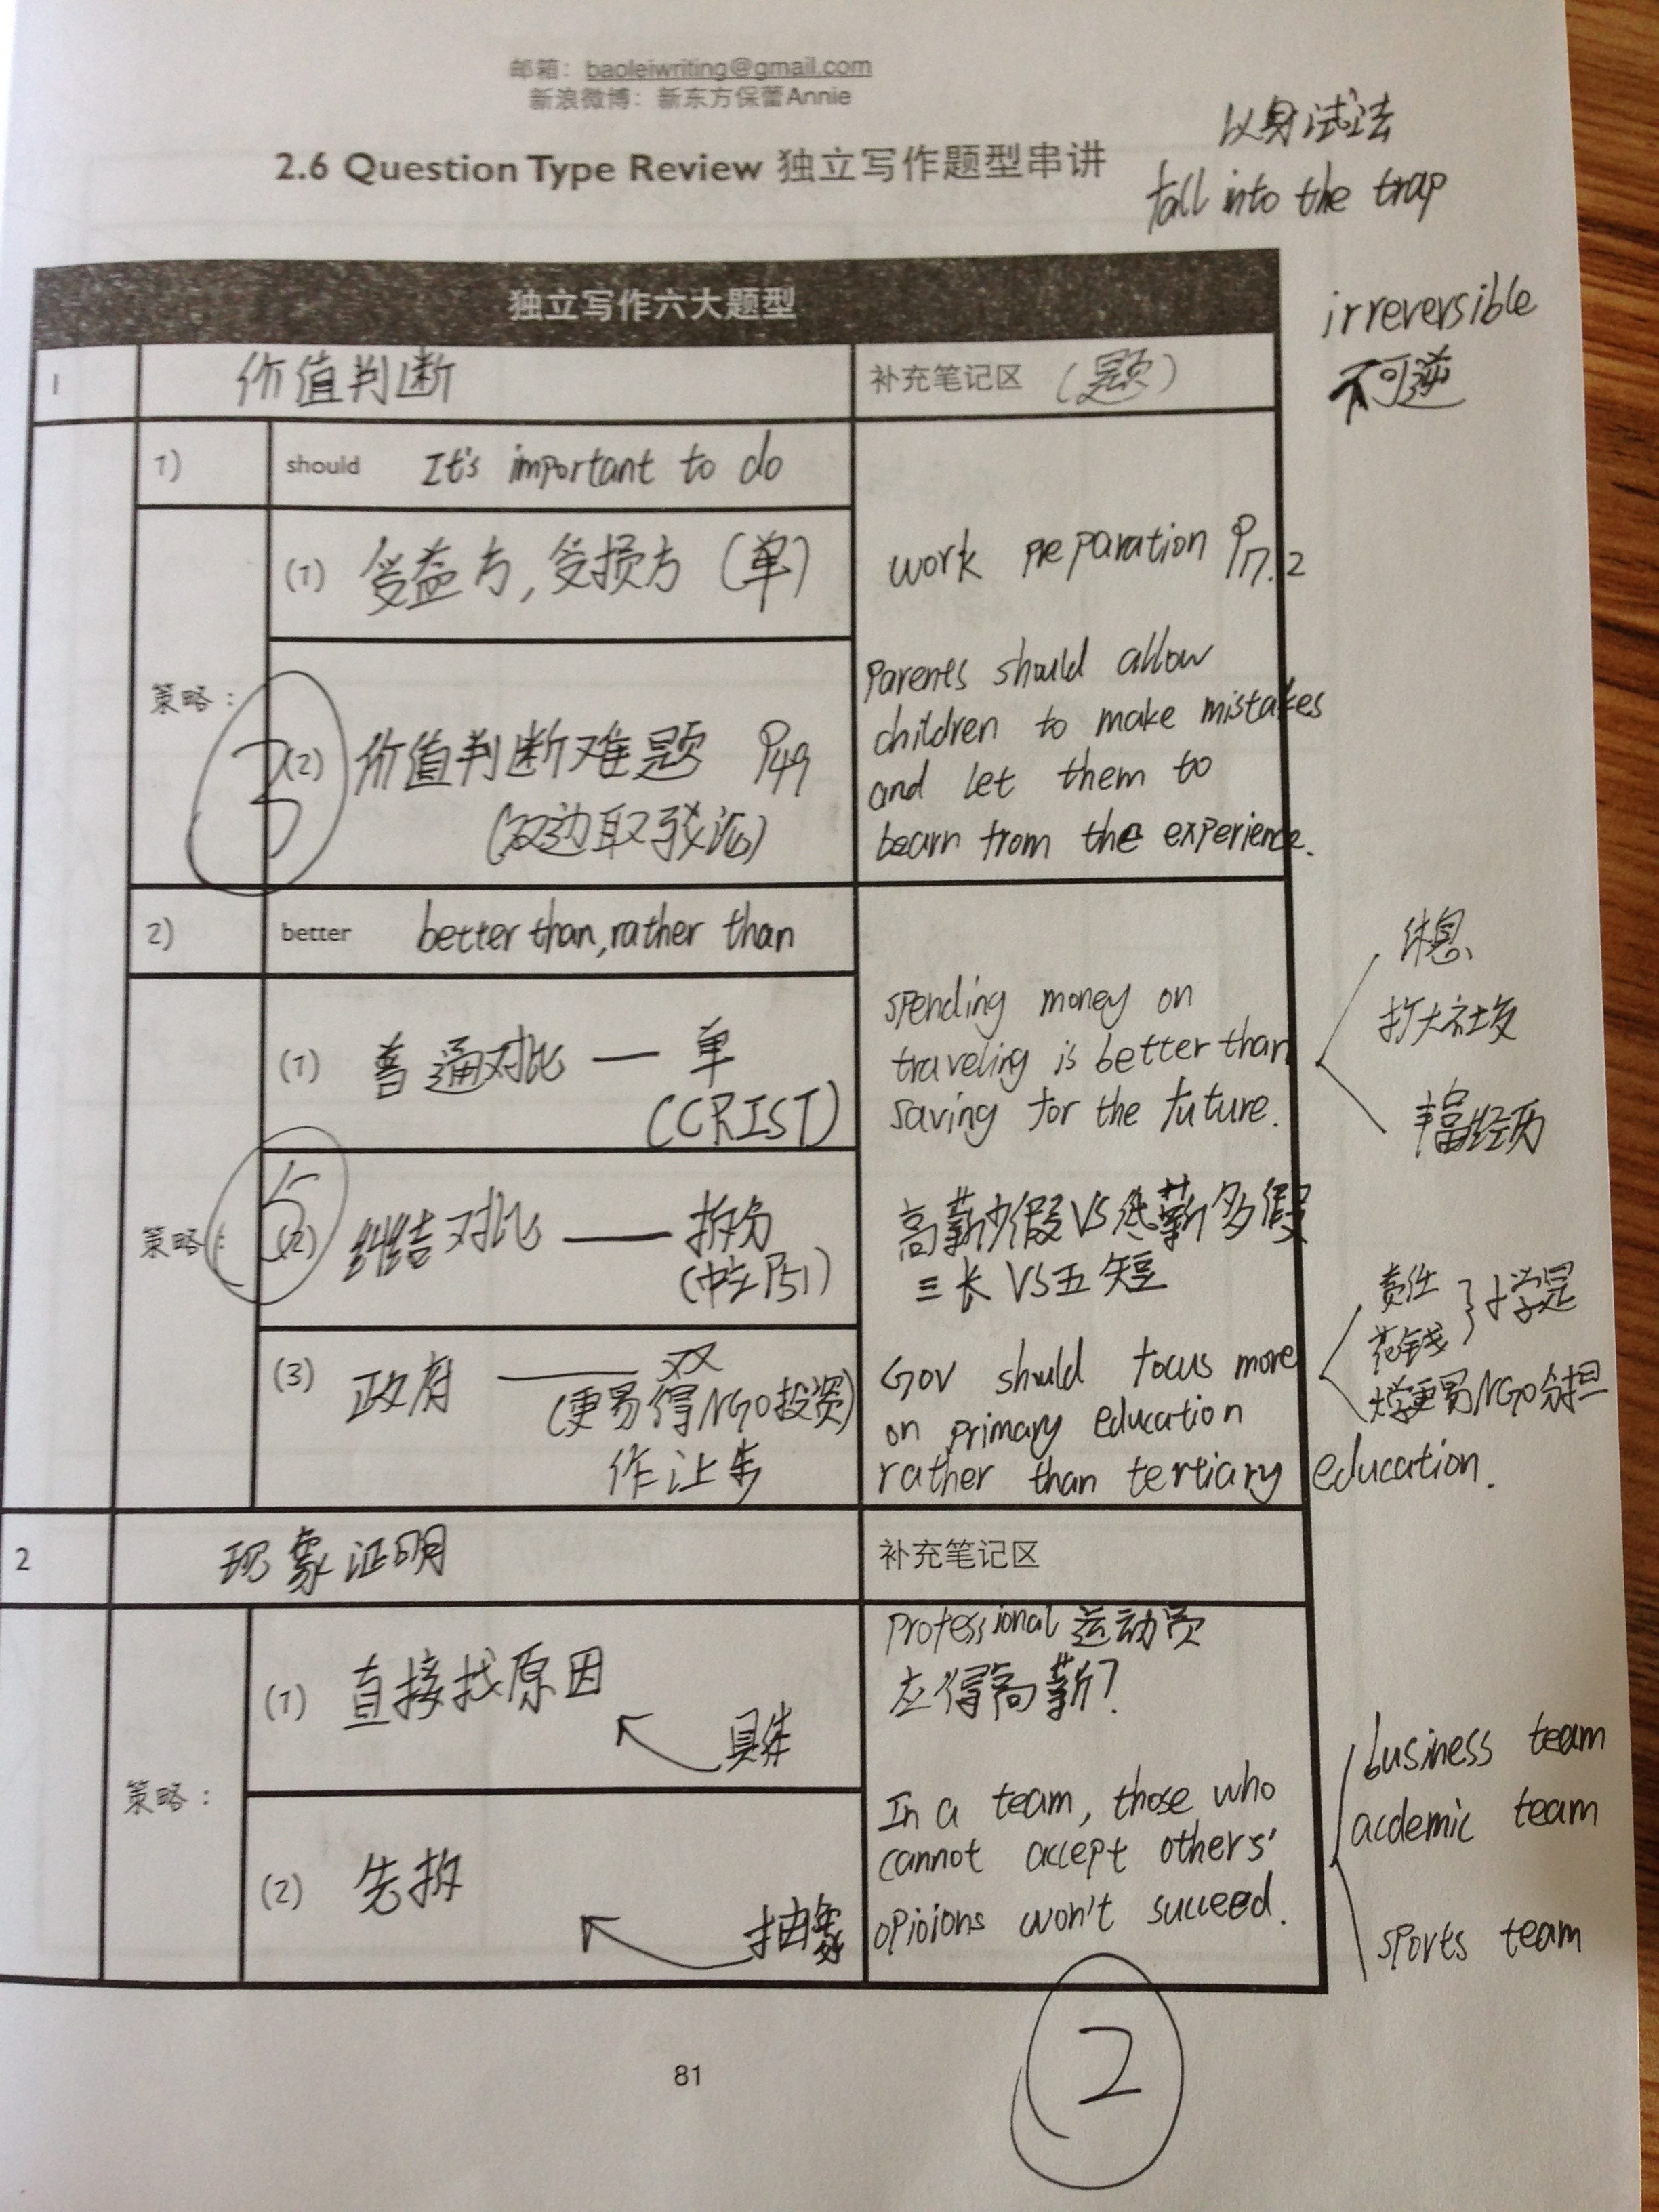 邮箱：baoleiwriting@gmail.com
新浪微博：新东方保蕾Annie
以身试法
fall into the trap
2.6 Question Type Review 独立写作题型串讲
独立写作六大题型
irreversible
不可逆
1 价值判断 补充笔记区（题）
1) should It's important to do
策略：
(1) 受益方,受损方（单）
work preparation P17.2
3
(2) 价值判断难题 P49
(双边取驳论)
Parents should allow
children to make mistakes
and let them to
bearn from the experience.
2) better better than, rather than
(1) 普通对比 — 单
(CCRIST)
spending money on
traveling is better than
saving for the future.
休息
扩大社交
丰富经历
策略：
5
(2) 纠结对比 — 拆分
(中立P51)
高薪少假VS低薪多假
三长VS五短
(3) 政府 — 双
(更易得NGO投资)
作让步
Gov should focus more
on primary education
rather than tertiary education.
责任
花钱
大学更易NGO分担
2 现象证明 补充笔记区
策略：
(1) 直接找原因
具体
Professional 运动员
应得高薪?
(2) 先拆
抽象
In a team, those who
cannot accept others'
opioions won't succeed.
business team
acdemic team
sports team
2
81